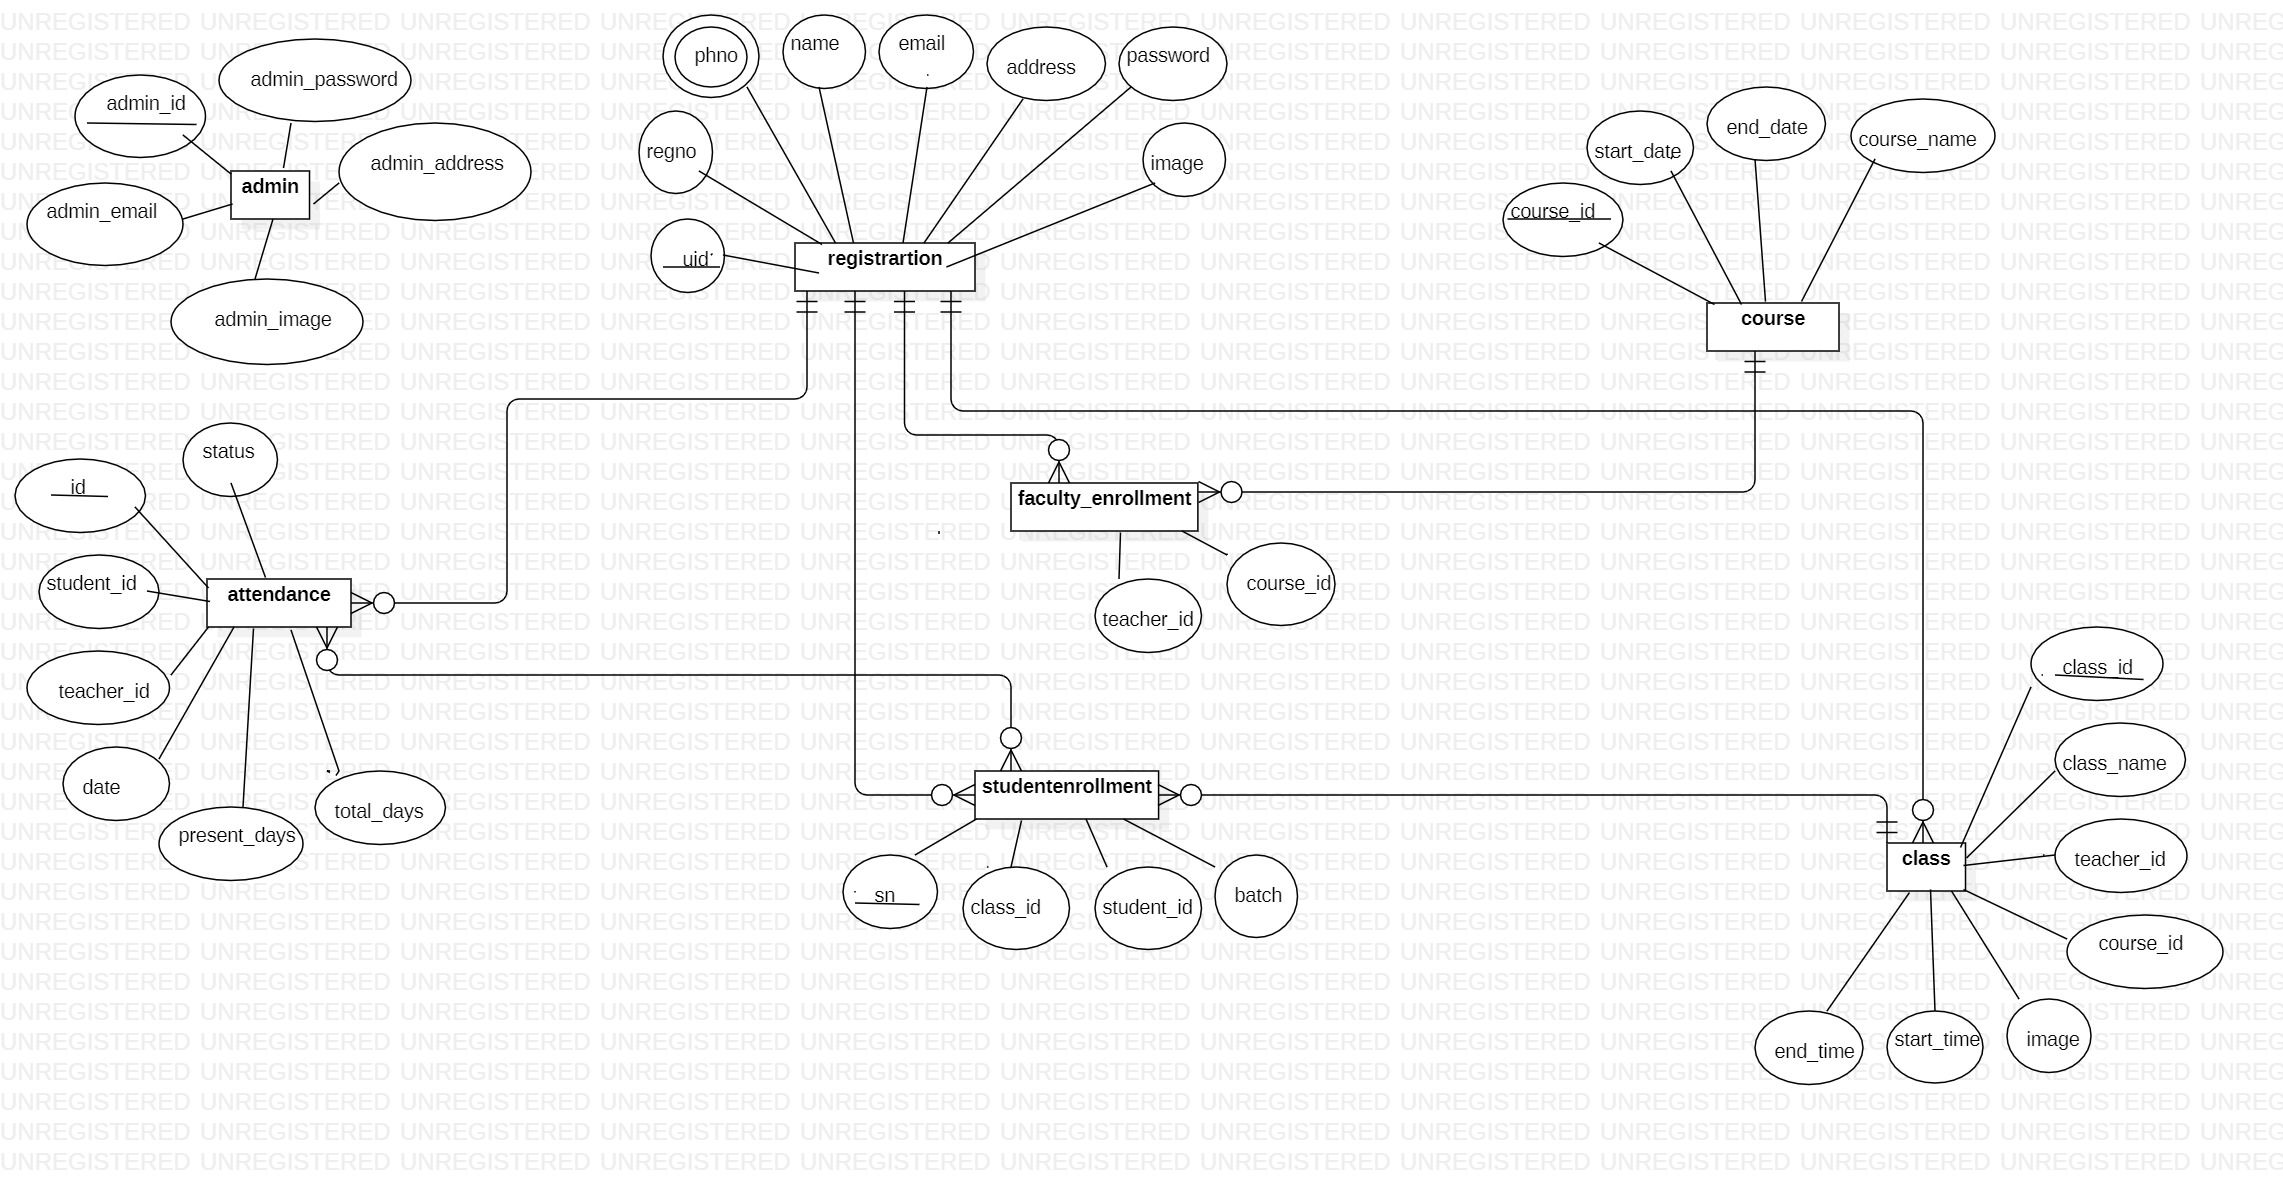 admin_id
admin_password
admin_address
admin
admin_email
admin_image
phno
name
email
address
password
regno
image
uid
registrartion
start_date
end_date
course_name
course_id
course
status
id
student_id
attendance
teacher_id
date
present_days
total_days
faculty_enrollment
teacher_id
course_id
studentenrollment
sn
class_id
student_id
batch
class_id
class_name
class
teacher_id
course_id
end_time
start_time
image
UNREGISTERED